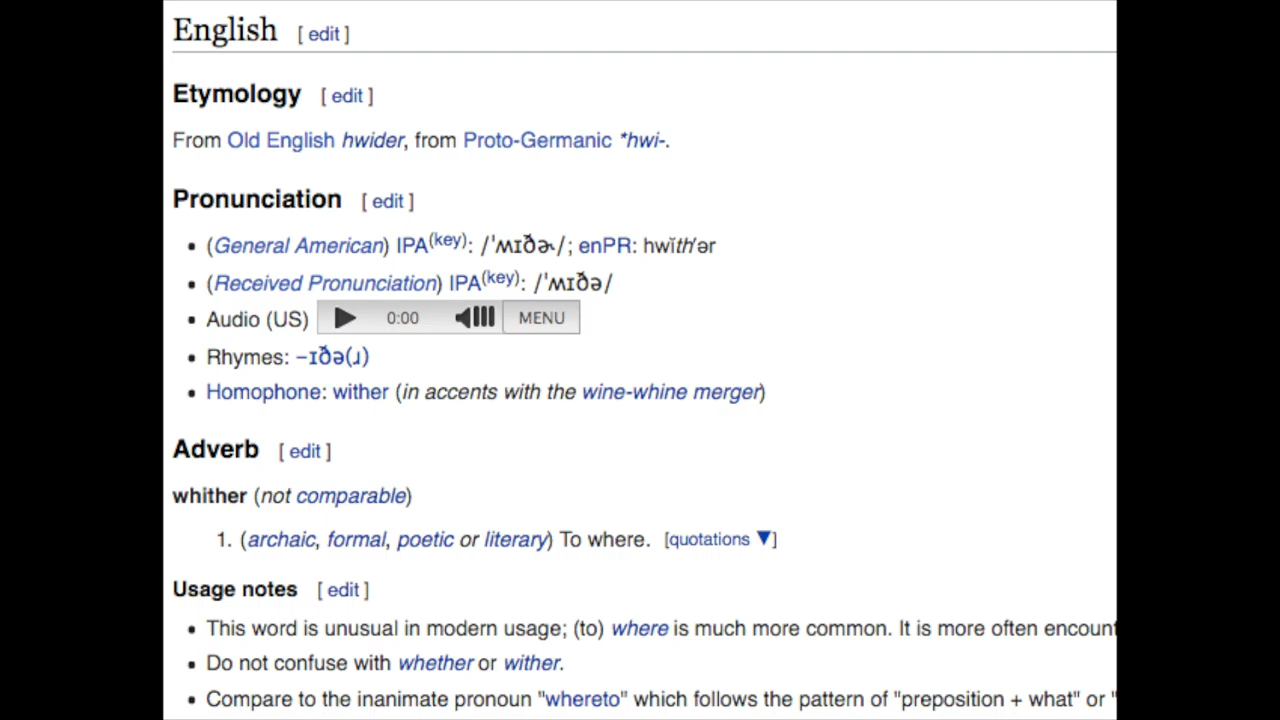 English [ edit ]
Etymology [ edit ]
From Old English hwider, from Proto-Germanic *hwi-.
Pronunciation [ edit ]
• (General American) IPA(key): /ˈʍɪðɚ/; enPR: hwĭth′ər
• (Received Pronunciation) IPA(key): /ˈʍɪðə/
• Audio (US) 0:00 MENU
• Rhymes: -ɪðə(ɹ)
• Homophone: wither (in accents with the wine-whine merger)
Adverb [ edit ]
whither (not comparable)
1. (archaic, formal, poetic or literary) To where. [quotations ▼]
Usage notes [ edit ]
• This word is unusual in modern usage; (to) where is much more common. It is more often encount
• Do not confuse with whether or wither.
• Compare to the inanimate pronoun "whereto" which follows the pattern of "preposition + what" or "